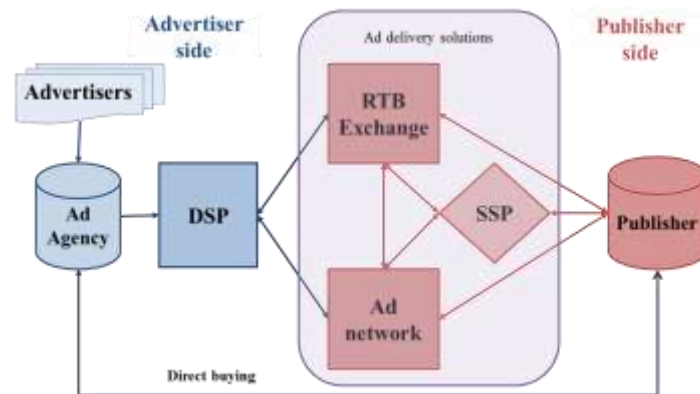 Advertiser
side
Ad delivery solutions
Publisher
side
Advertisers
RTB
Exchange
Ad
Agency
DSP
SSP
Publisher
Ad
network
Direct buying